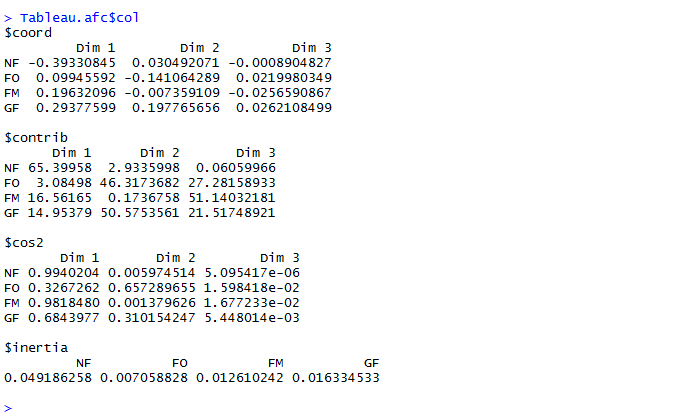 > Tableau.afc$col
$coord
         Dim 1        Dim 2         Dim 3
NF -0.39330845  0.030492071 -0.0008904827
FO  0.09945592 -0.141064289  0.0219980349
FM  0.19632096 -0.007359109 -0.0256590867
GF  0.29377599  0.197765656  0.0262108499

$contrib
      Dim 1      Dim 2       Dim 3
NF 65.39958  2.9335998  0.06059966
FO  3.08498 46.3173682 27.28158933
FM 16.56165  0.1736758 51.14032181
GF 14.95379 50.5753561 21.51748921

$cos2
       Dim 1       Dim 2        Dim 3
NF 0.9940204 0.005974514 5.095417e-06
FO 0.3267262 0.657289655 1.598418e-02
FM 0.9818480 0.001379626 1.677233e-02
GF 0.6843977 0.310154247 5.448014e-03

$inertia
         NF          FO          FM          GF
0.049186258 0.007058828 0.012610242 0.016334533

>